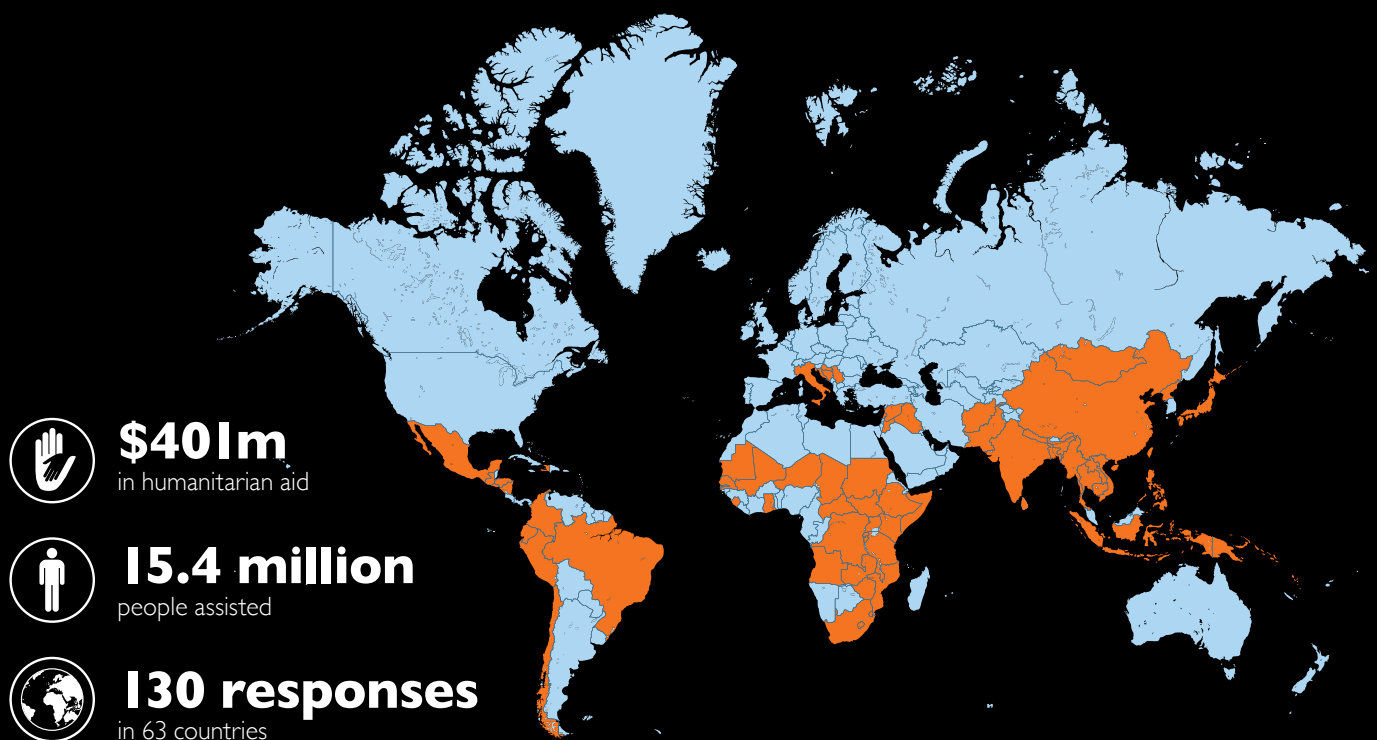 $401m
in humanitarian aid
15.4 million
people assisted
130 responses
in 63 countries